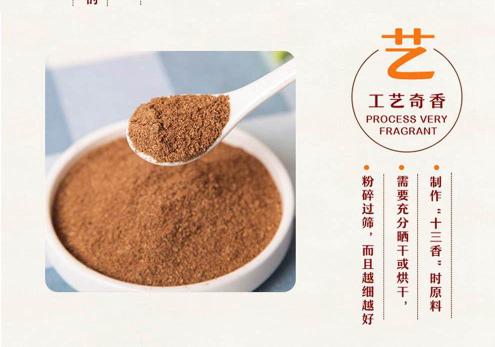 艺
工艺奇香
PROCESS VERY
FRAGRANT
制作“十三香”时原料
需要充分晒干或烘干，
粉碎过筛，而且越细越好